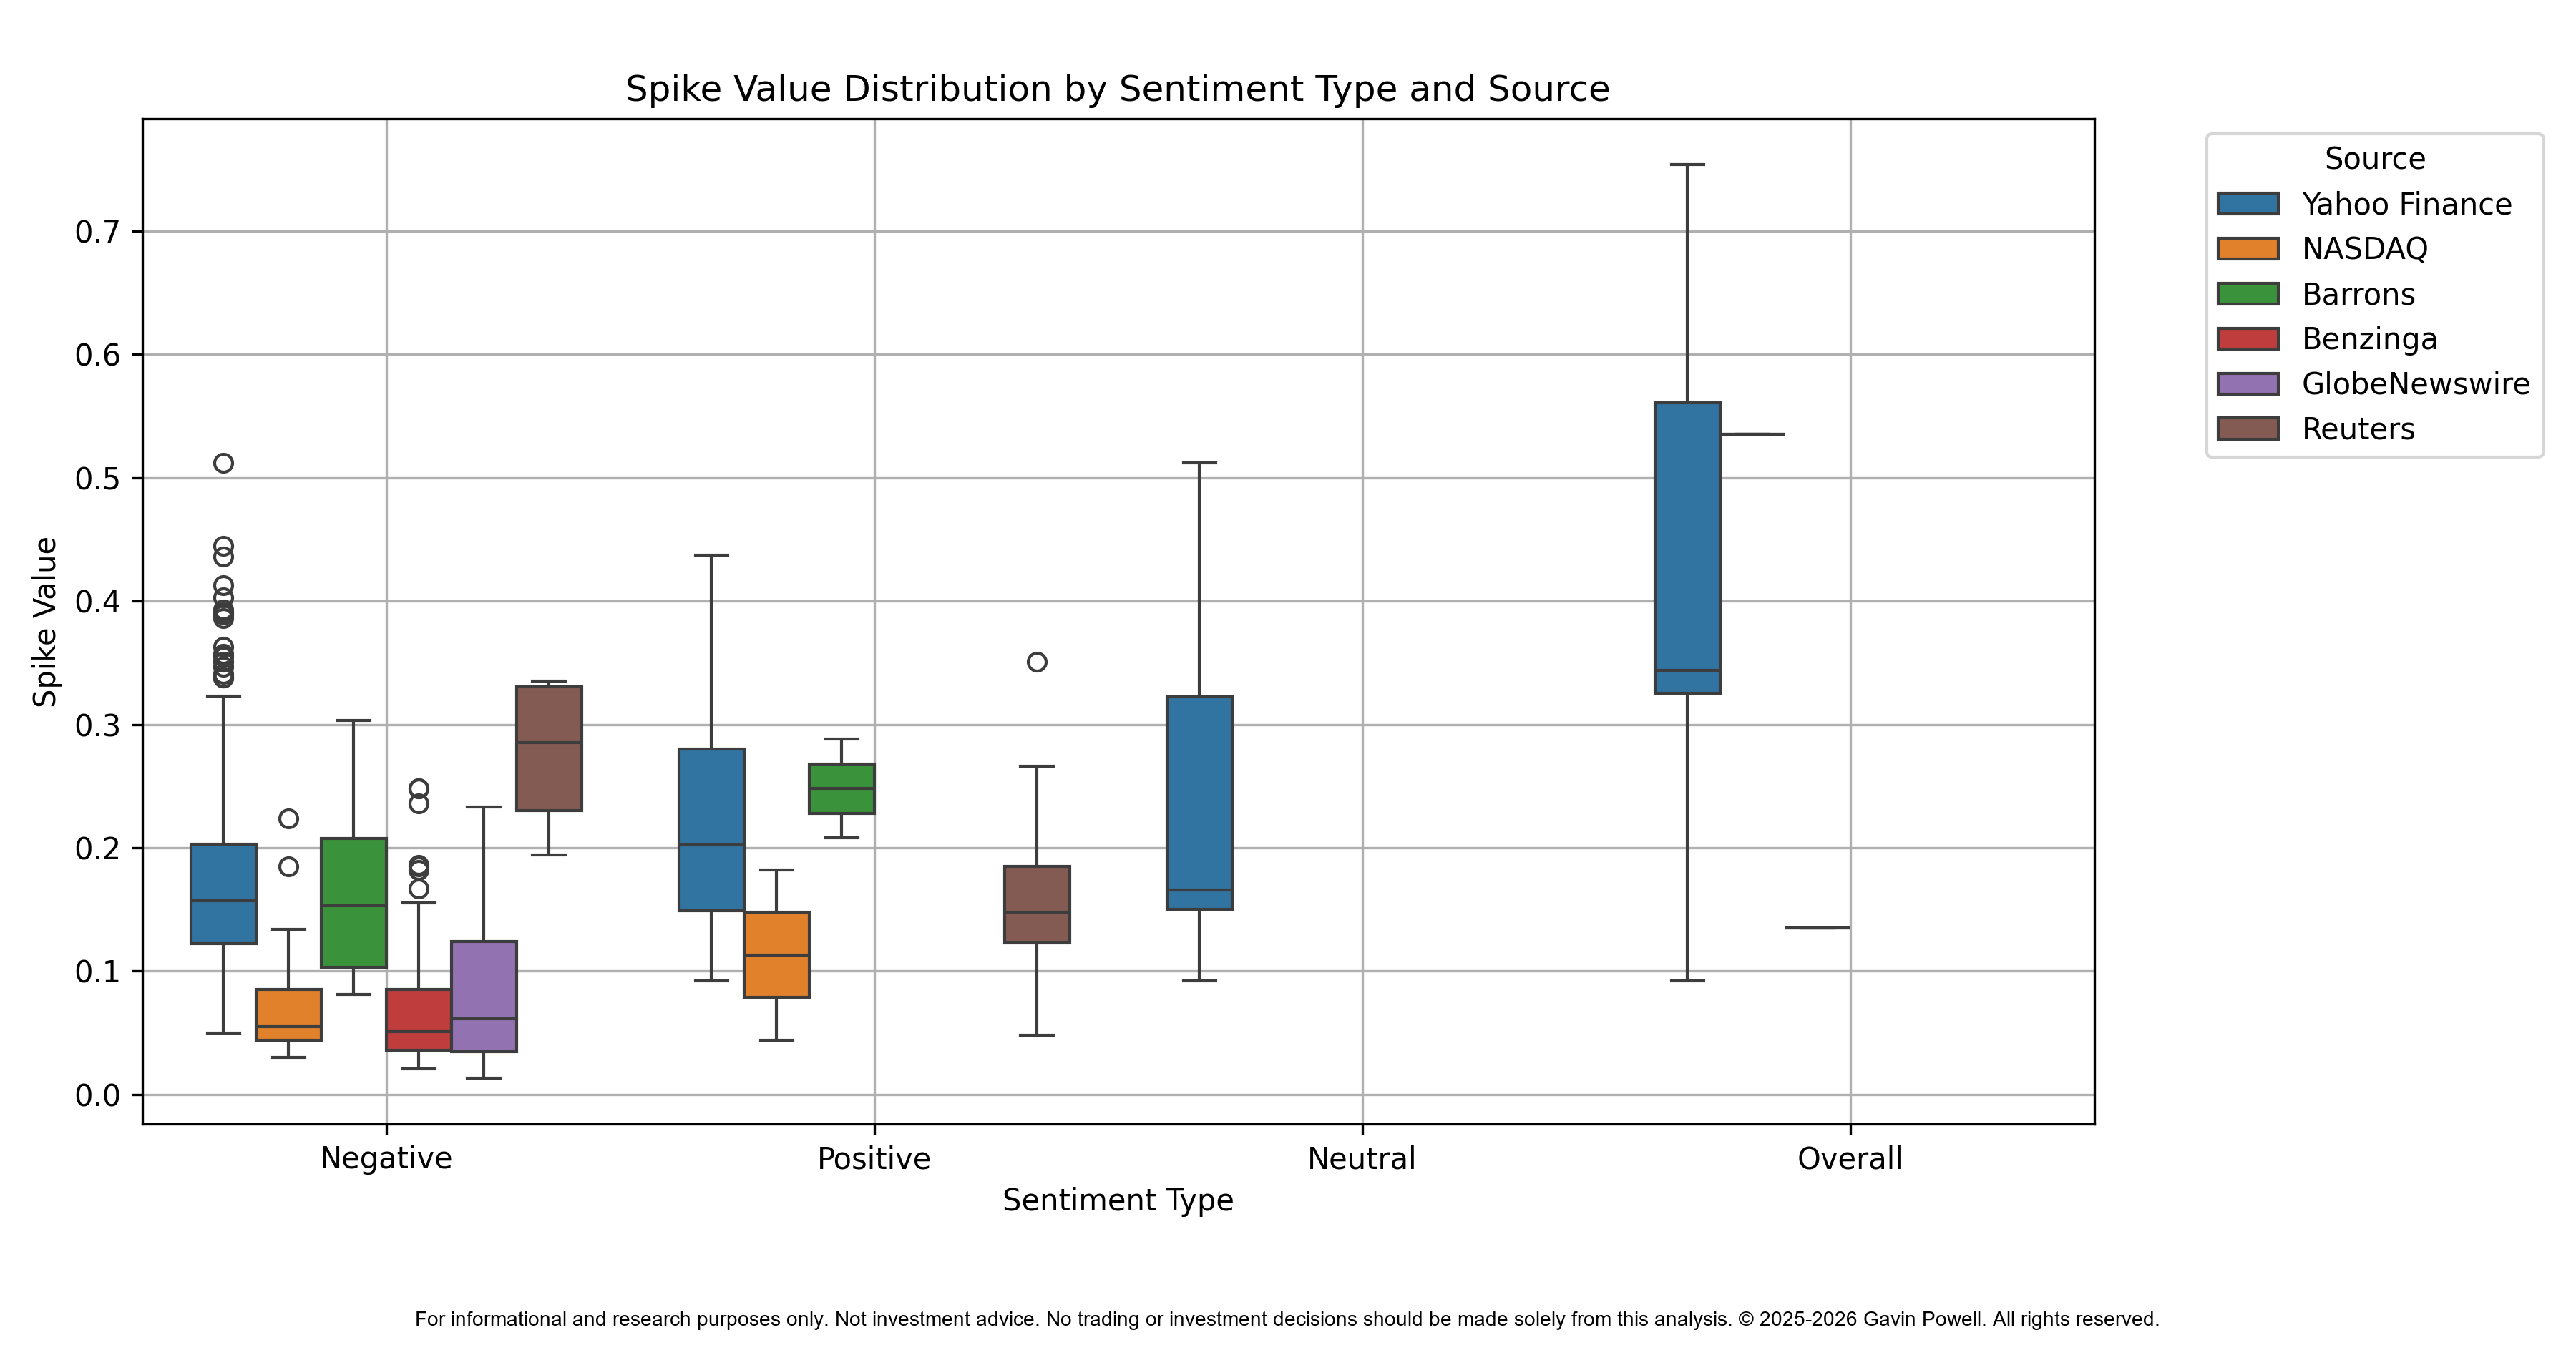 Spike Value Distribution by Sentiment Type and Source
Source
Yahoo Finance
NASDAQ
Barrons
Benzinga
GlobeNewswire
Reuters
Spike Value
0.7
0.6
0.5
0.4
0.3
0.2
0.1
0.0
Negative
Positive
Neutral
Overall
Sentiment Type
For informational and research purposes only. Not investment advice. No trading or investment decisions should be made solely from this analysis. © 2025-2026 Gavin Powell. All rights reserved.